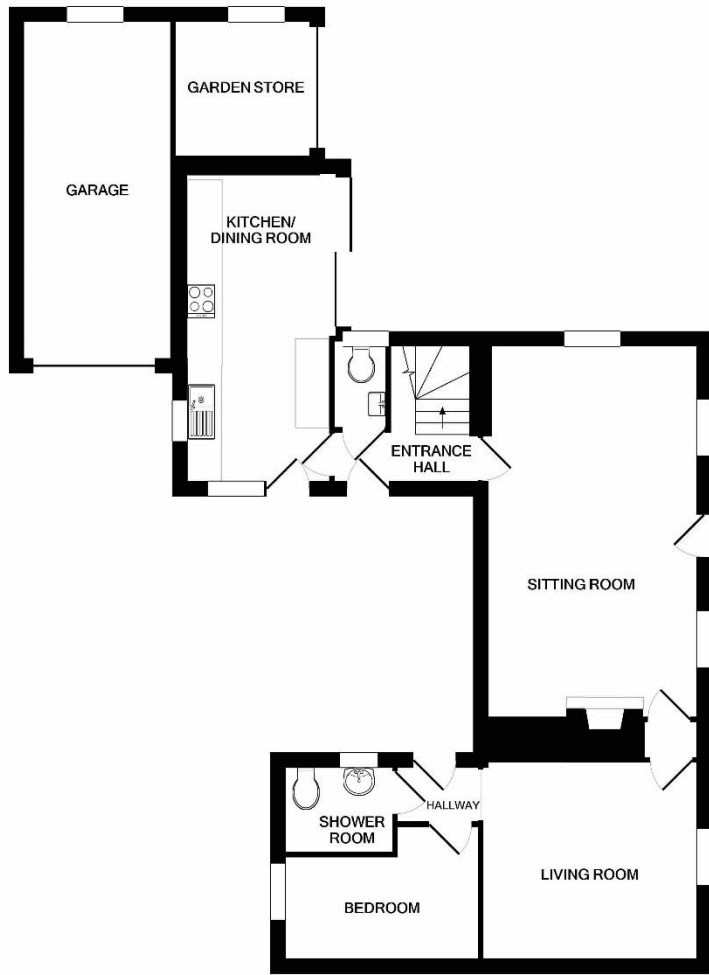 GARDEN STORE
GARAGE
KITCHEN/
DINING ROOM
ENTRANCE
HALL
SITTING ROOM
HALLWAY
SHOWER
ROOM
LIVING ROOM
BEDROOM